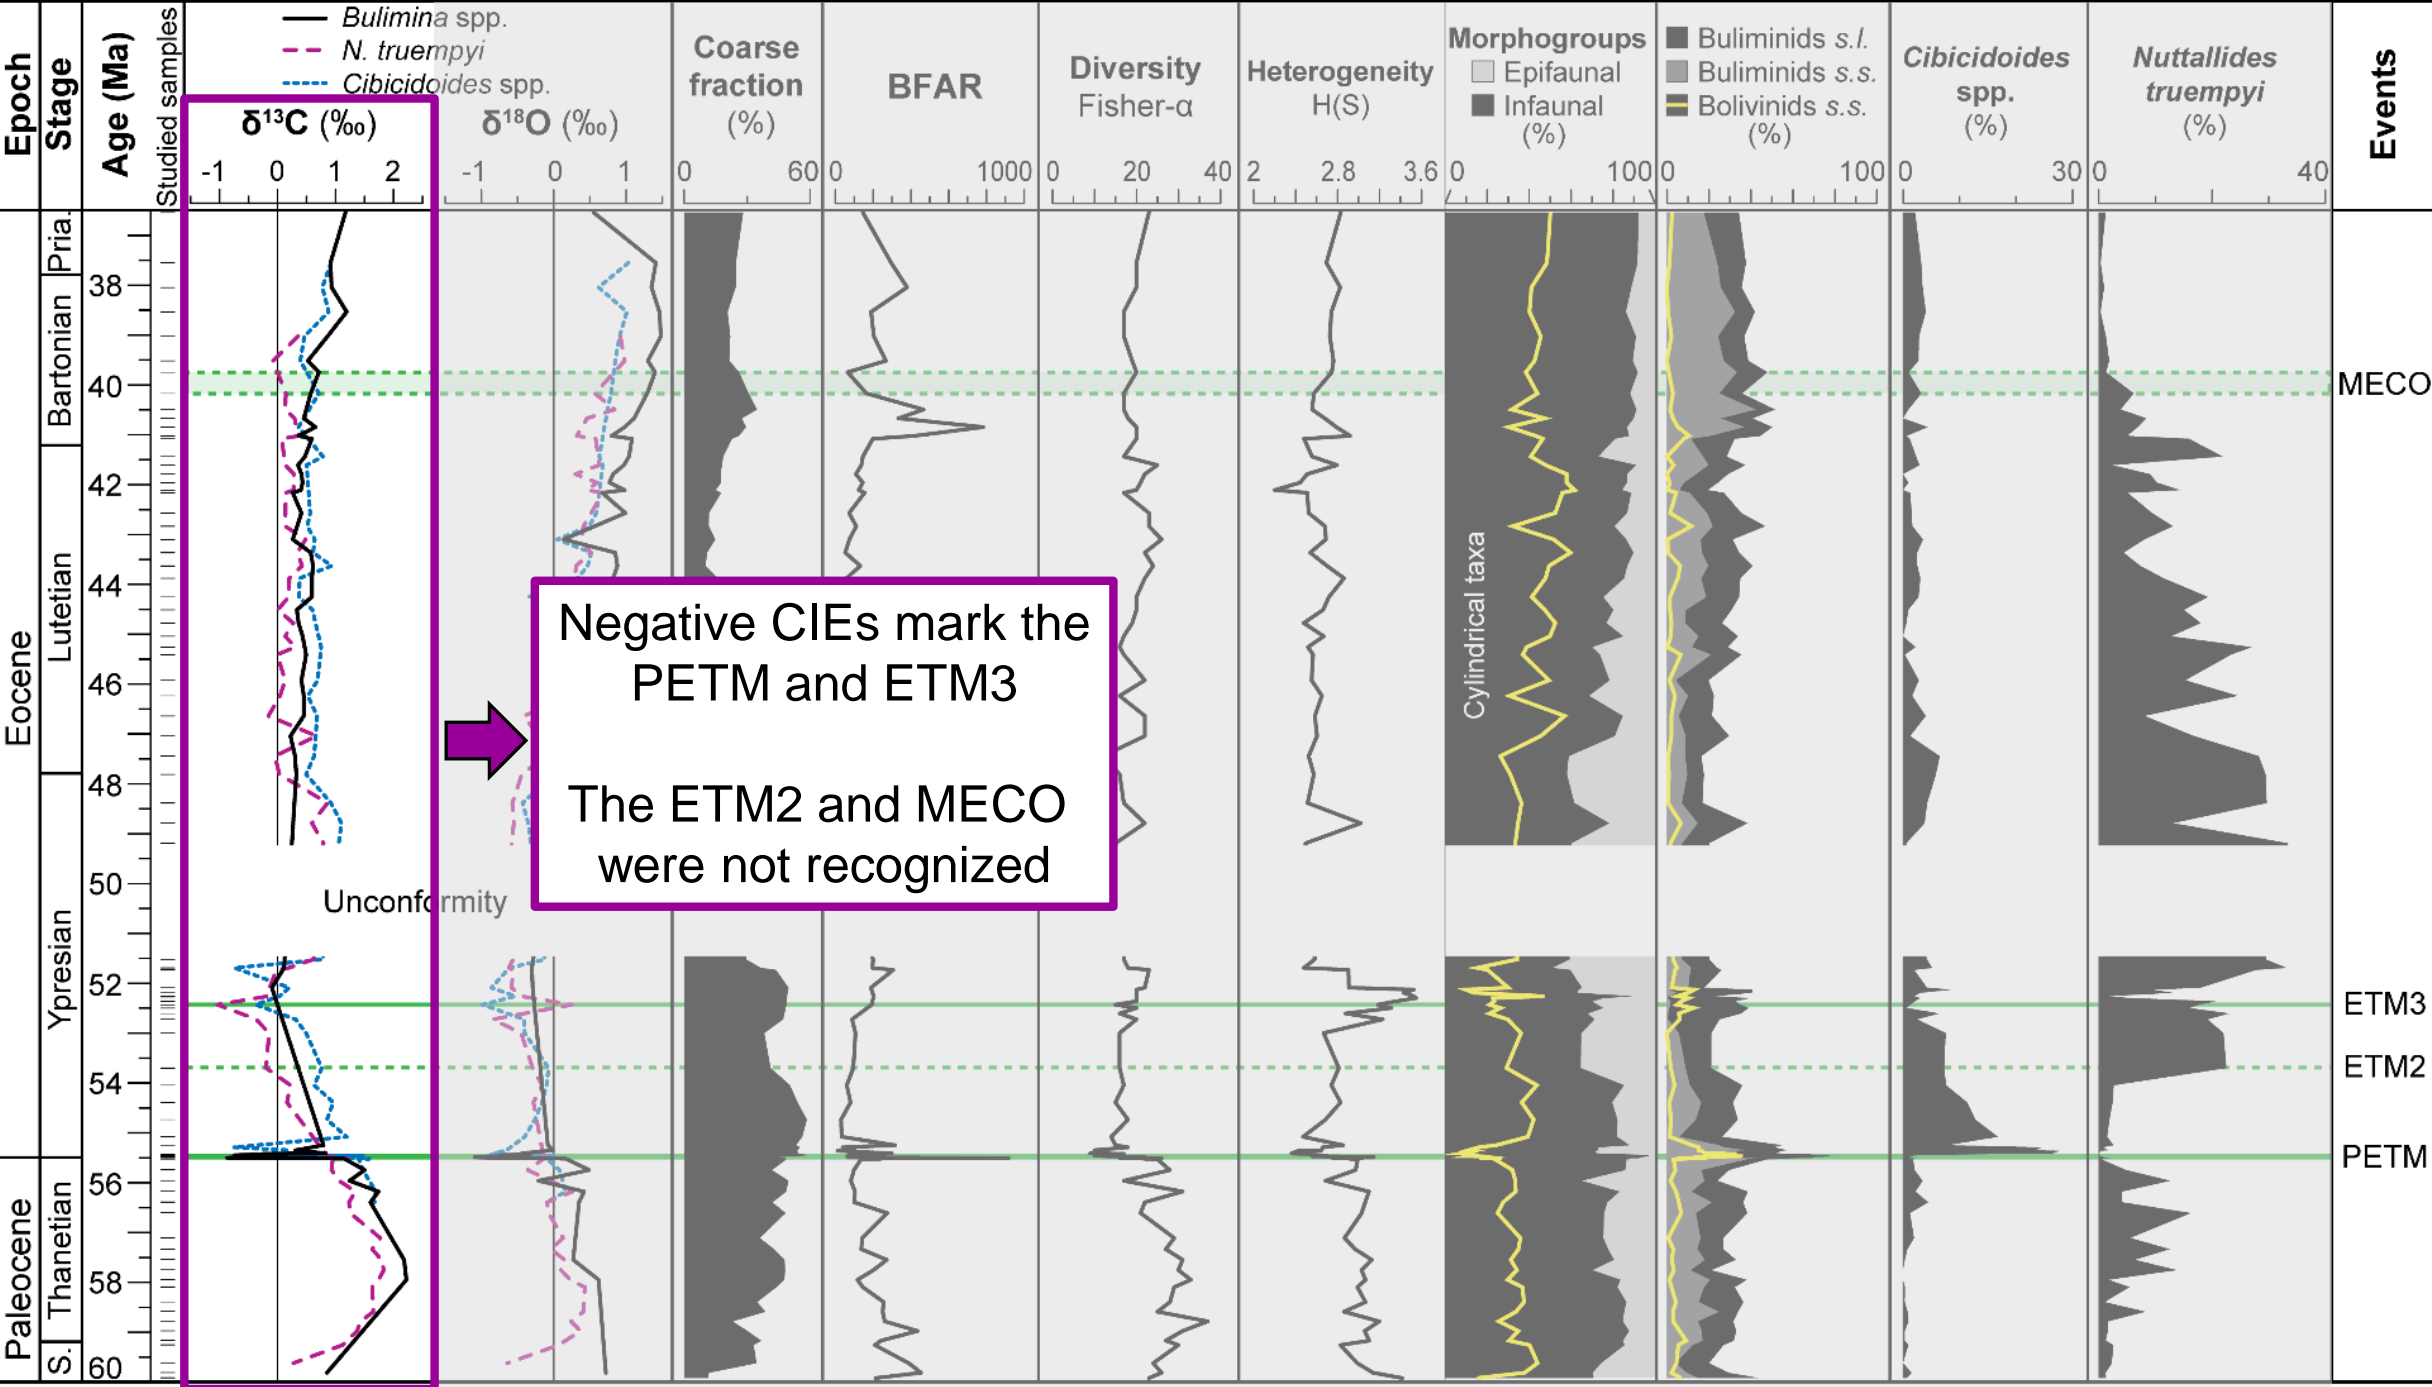 Epoch
Stage
Age (Ma)
Studied samples
Bulimina spp.
N. truempyi
Cibicidoides spp.
δ13C (‰)
-1 0 1 2
δ18O (‰)
-1 0 1
Coarse
fraction
(%)
0 60
BFAR
0 1000
Diversity
Fisher-α
0 20 40
Heterogeneity
H(S)
2 2.8 3.6
Morphogroups
Epifaunal
Infaunal
(%)
0 100
Buliminids s.l.
Buliminids s.s.
Bolivinids s.s.
(%)
0 100
Cibicidoides
spp.
(%)
0 30
Nuttallides
truempyi
(%)
0 40
Events
Eocene
Paleocene
Pria.
Bartonian
Lutetian
Ypresian
Thanetian
S.
38
40
42
44
46
48
50
52
54
56
58
60
Unconformity
Negative CIEs mark the
PETM and ETM3
The ETM2 and MECO
were not recognized
Cylindrical taxa
MECO
ETM3
ETM2
PETM